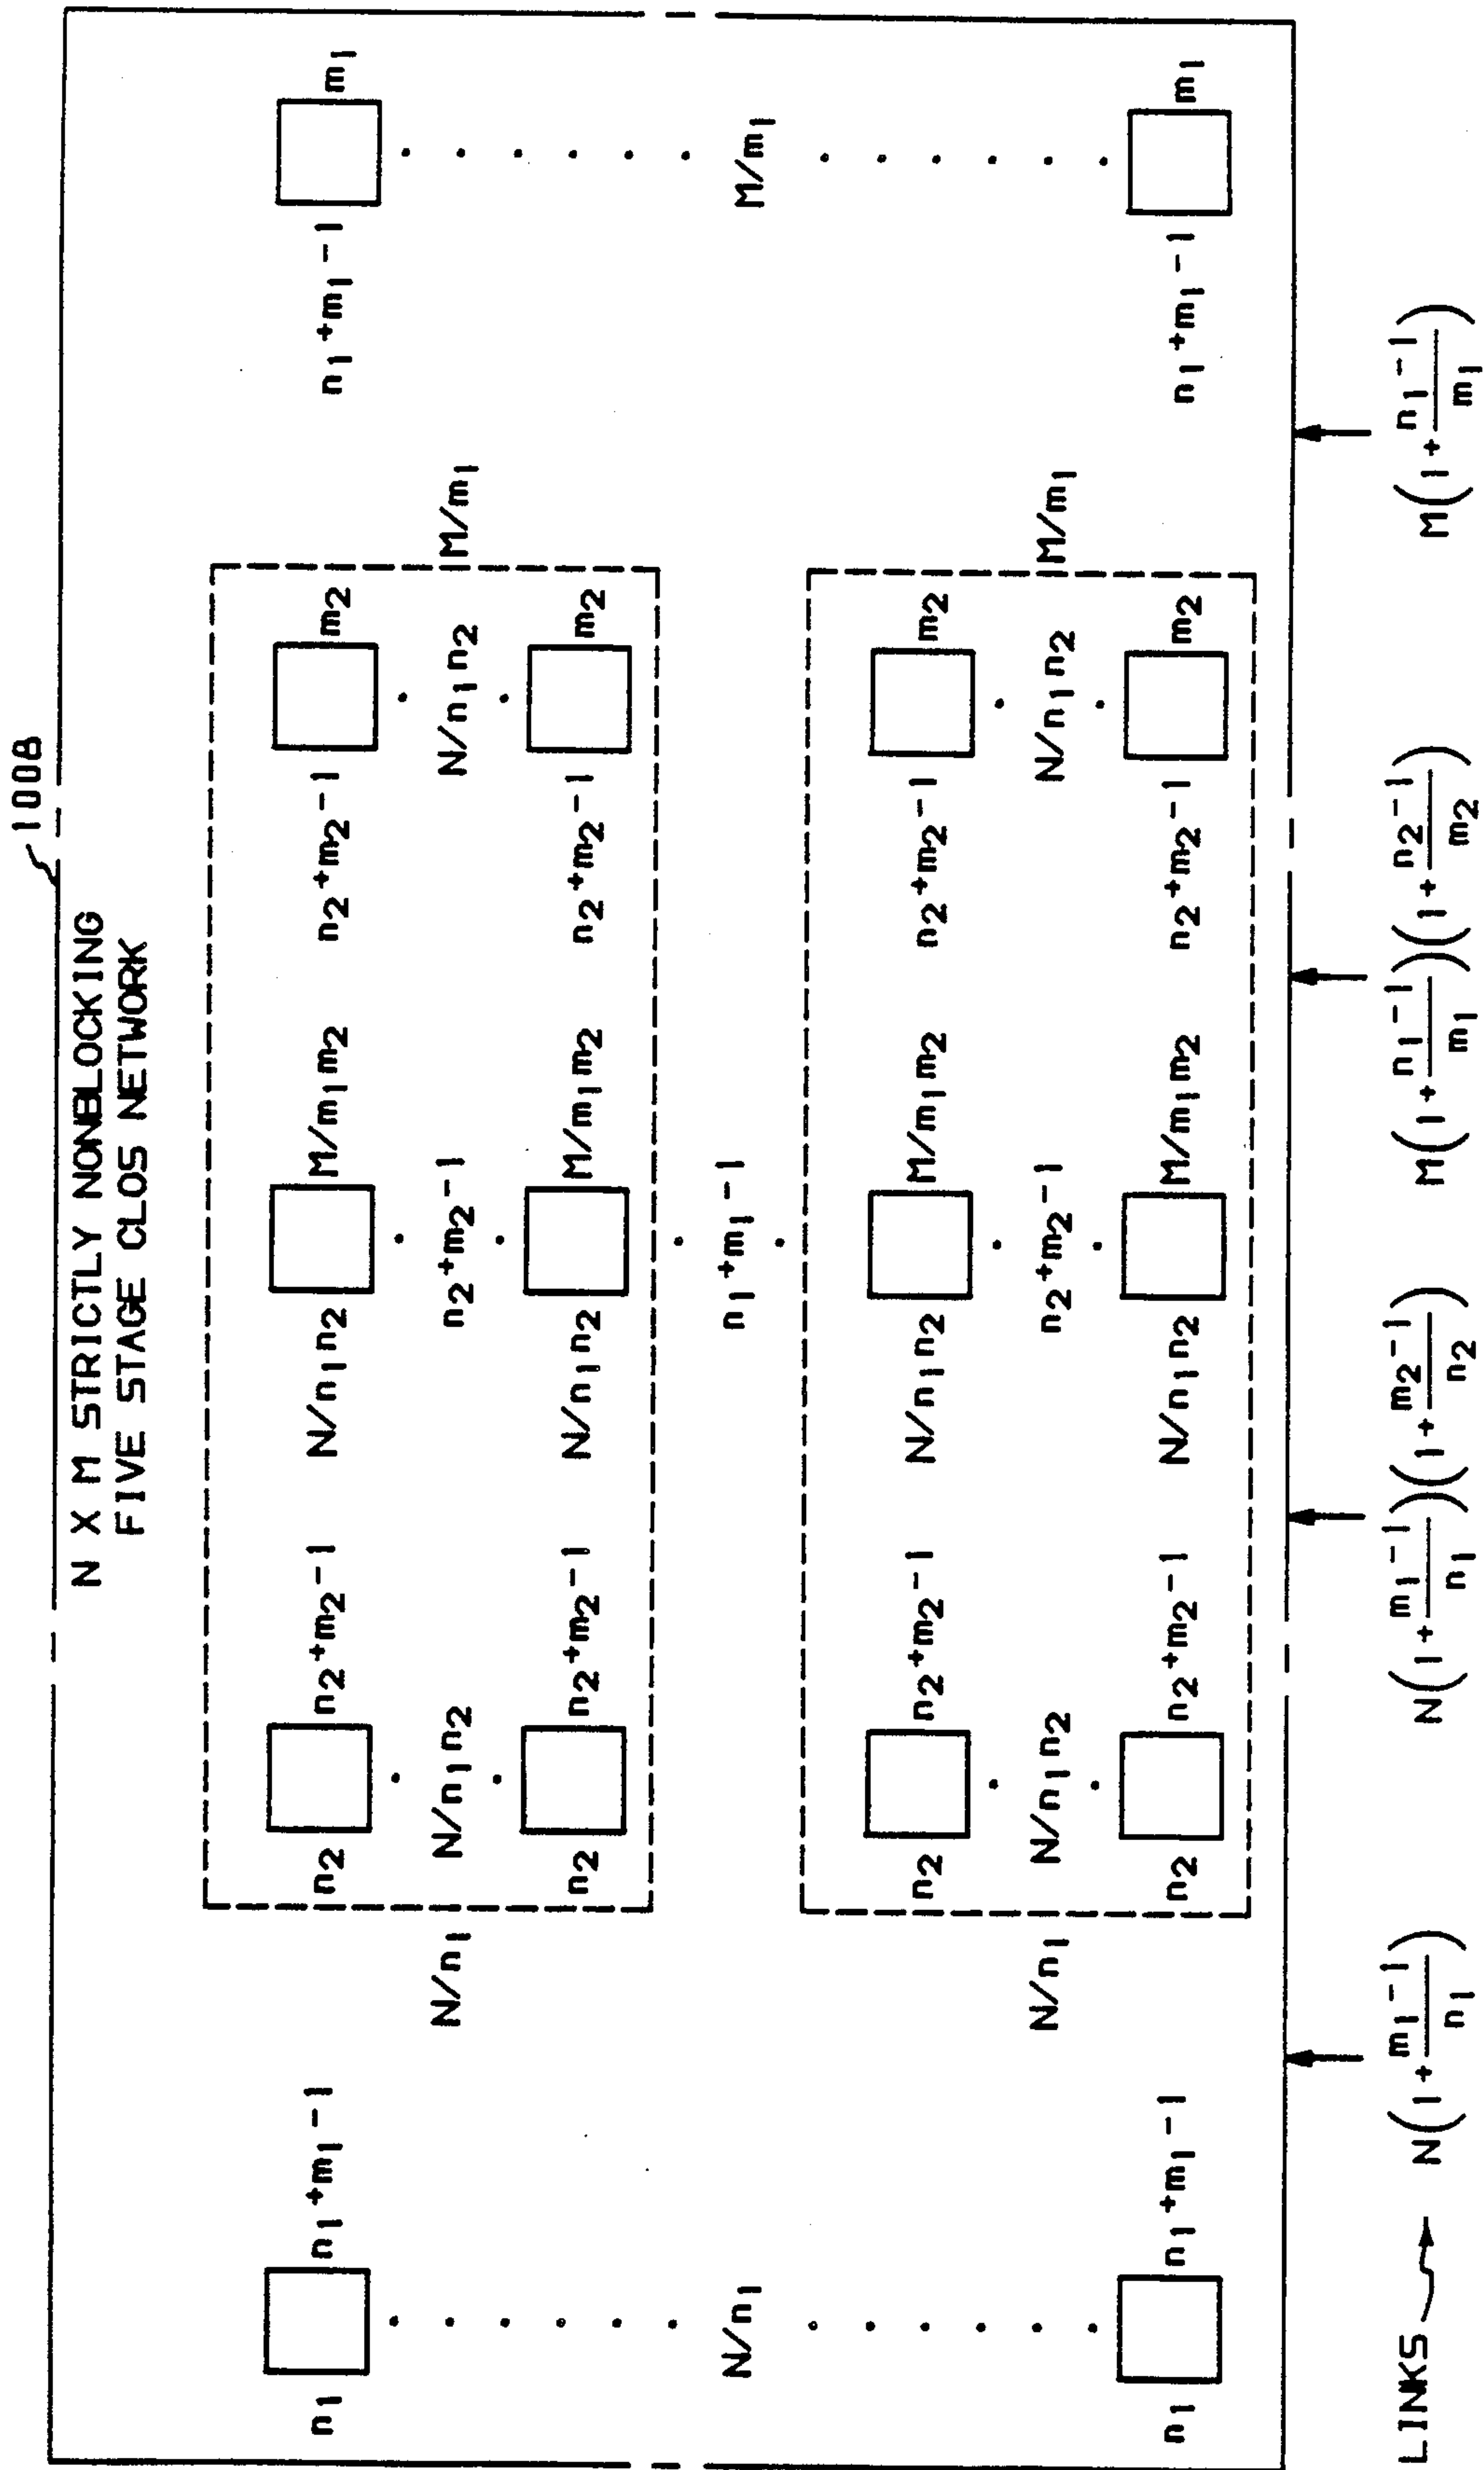 1008
N X M STRICTLY NONBLOCKING
FIVE STAGE CLOS NETWORK
n₁ n₁+m₁-1
N/n₁
n₁ n₁+m₁-1
N/n₁
n₂ n₂+m₂-1
N/n₁n₂
n₂ n₂+m₂-1
N/n₁n₂ M/m₁m₂
n₂+m₂-1
N/n₁n₂ M/m₁m₂
n₂+m₂-1 m₂
N/n₁n₂
n₂+m₂-1 m₂
M/m₁
n₁+m₁-1
N/n₁
n₂ n₂+m₂-1
N/n₁n₂
n₂ n₂+m₂-1
N/n₁n₂ M/m₁m₂
n₂+m₂-1
N/n₁n₂ M/m₁m₂
n₂+m₂-1 m₂
N/n₁n₂
n₂+m₂-1 m₂
M/m₁
n₁+m₁-1 m₁
M/m₁
n₁+m₁-1 m₁
LINKS
N(1+(m₁-1)/n₁)
N(1+(m₁-1)/n₁)(1+(m₂-1)/n₂)
M(1+(n₁-1)/m₁)(1+(n₂-1)/m₂)
M(1+(n₁-1)/m₁)